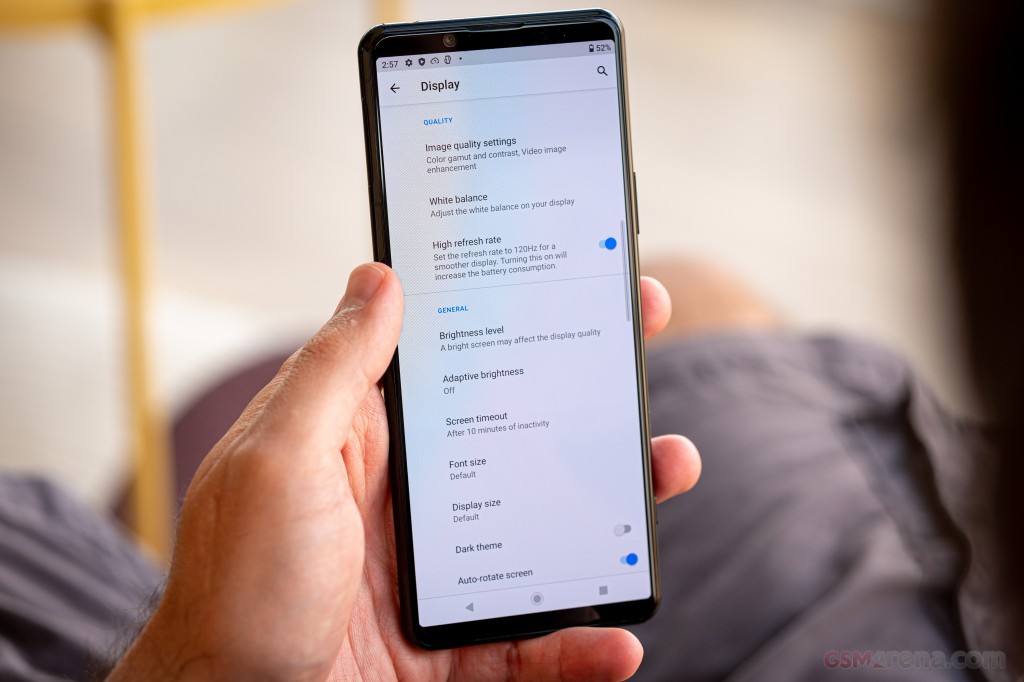 2:57
52%
Display
QUALITY
Image quality settings
Color gamut and contrast, Video image
enhancement
White balance
Adjust the white balance on your display
High refresh rate
Set the refresh rate to 120Hz for a
smoother display. Turning this on will
increase the battery consumption.
GENERAL
Brightness level
A bright screen may affect the display quality
Adaptive brightness
Off
Screen timeout
After 10 minutes of inactivity
Font size
Default
Display size
Default
Dark theme
Auto-rotate screen
GSMArena.com